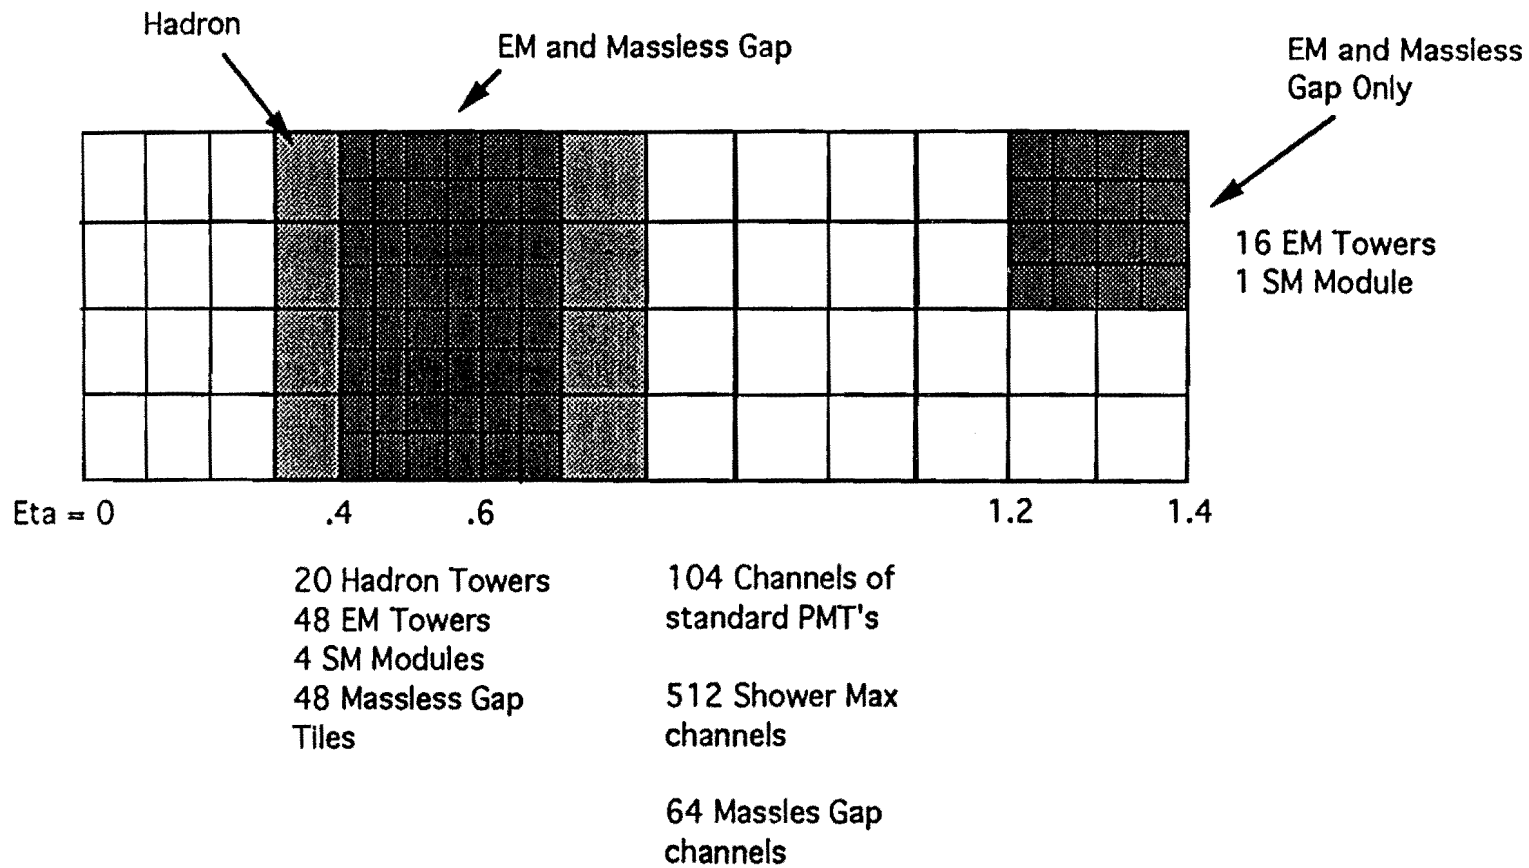 Hadron
EM and Massless Gap
EM and Massless
Gap Only
16 EM Towers
1 SM Module
Eta = 0
.4
.6
1.2
1.4
20 Hadron Towers
48 EM Towers
4 SM Modules
48 Massless Gap
Tiles
104 Channels of
standard PMT's
512 Shower Max
channels
64 Massles Gap
channels